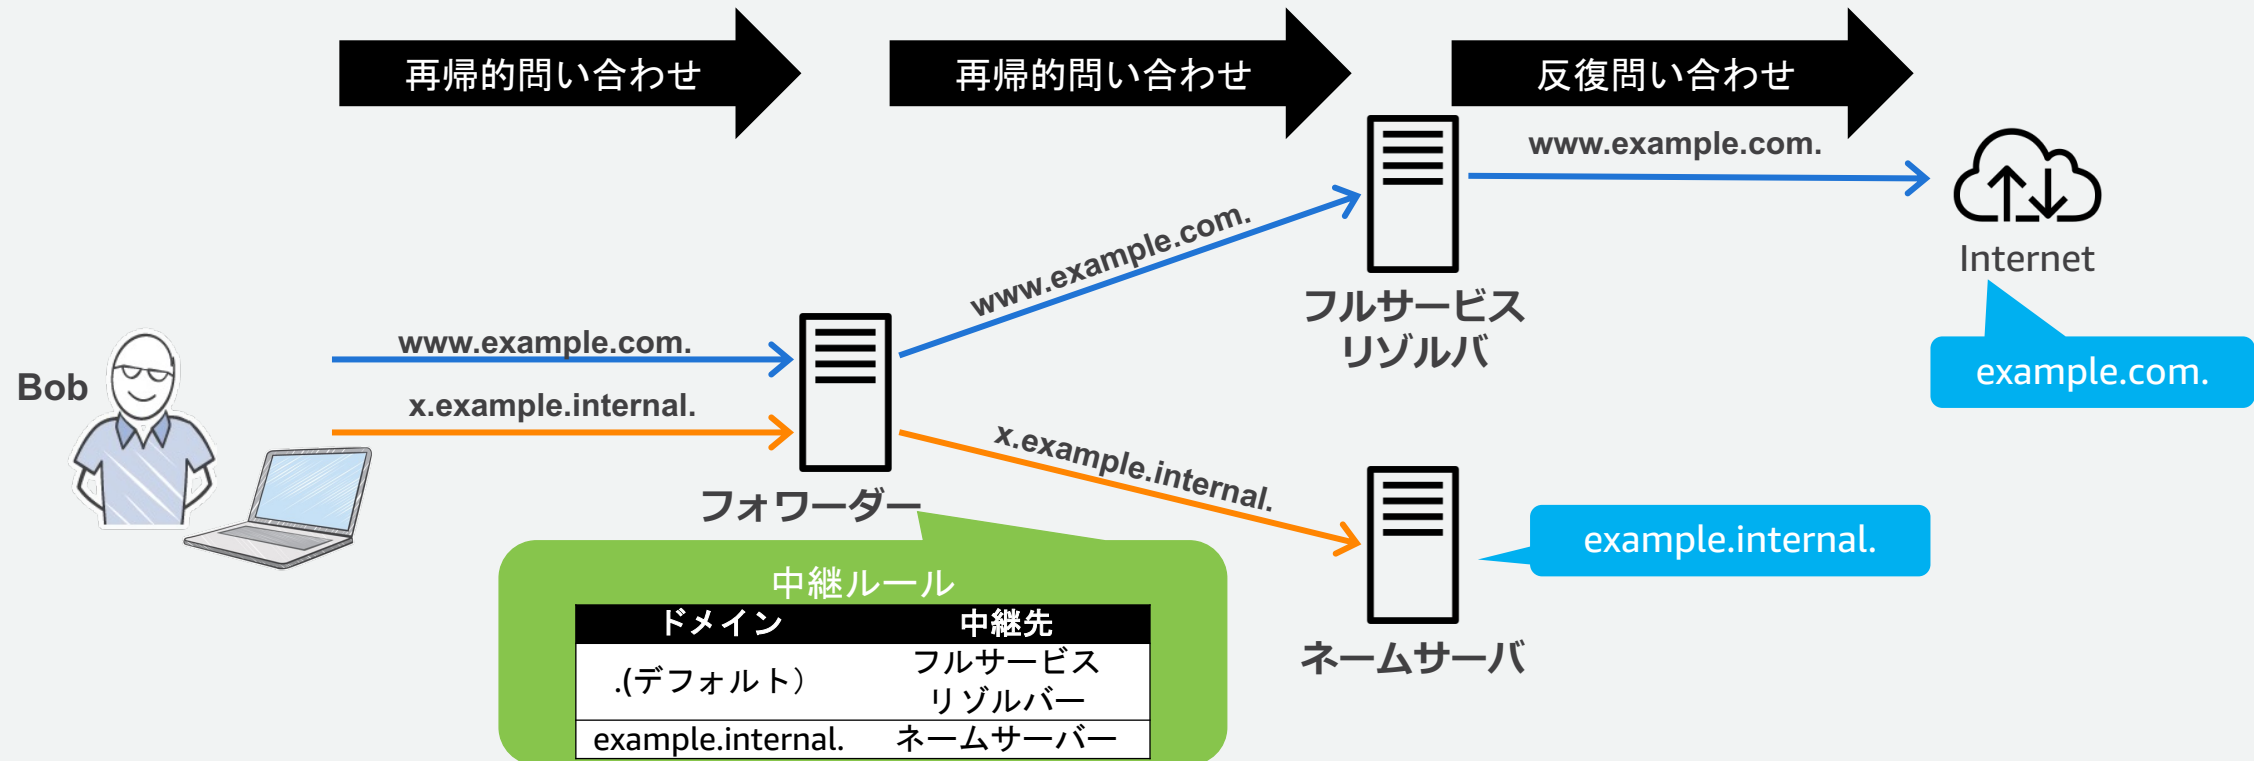 再帰的問い合わせ
再帰的問い合わせ
反復問い合わせ
www.example.com.
www.example.com.
Internet
フルサービス
リゾルバ
www.example.com.
example.com.
Bob
x.example.internal.
x.example.internal.
フォワーダー
example.internal.
中継ルール
ドメイン 中継先
.(デフォルト） フルサービス
リゾルバー
example.internal. ネームサーバー
ネームサーバ